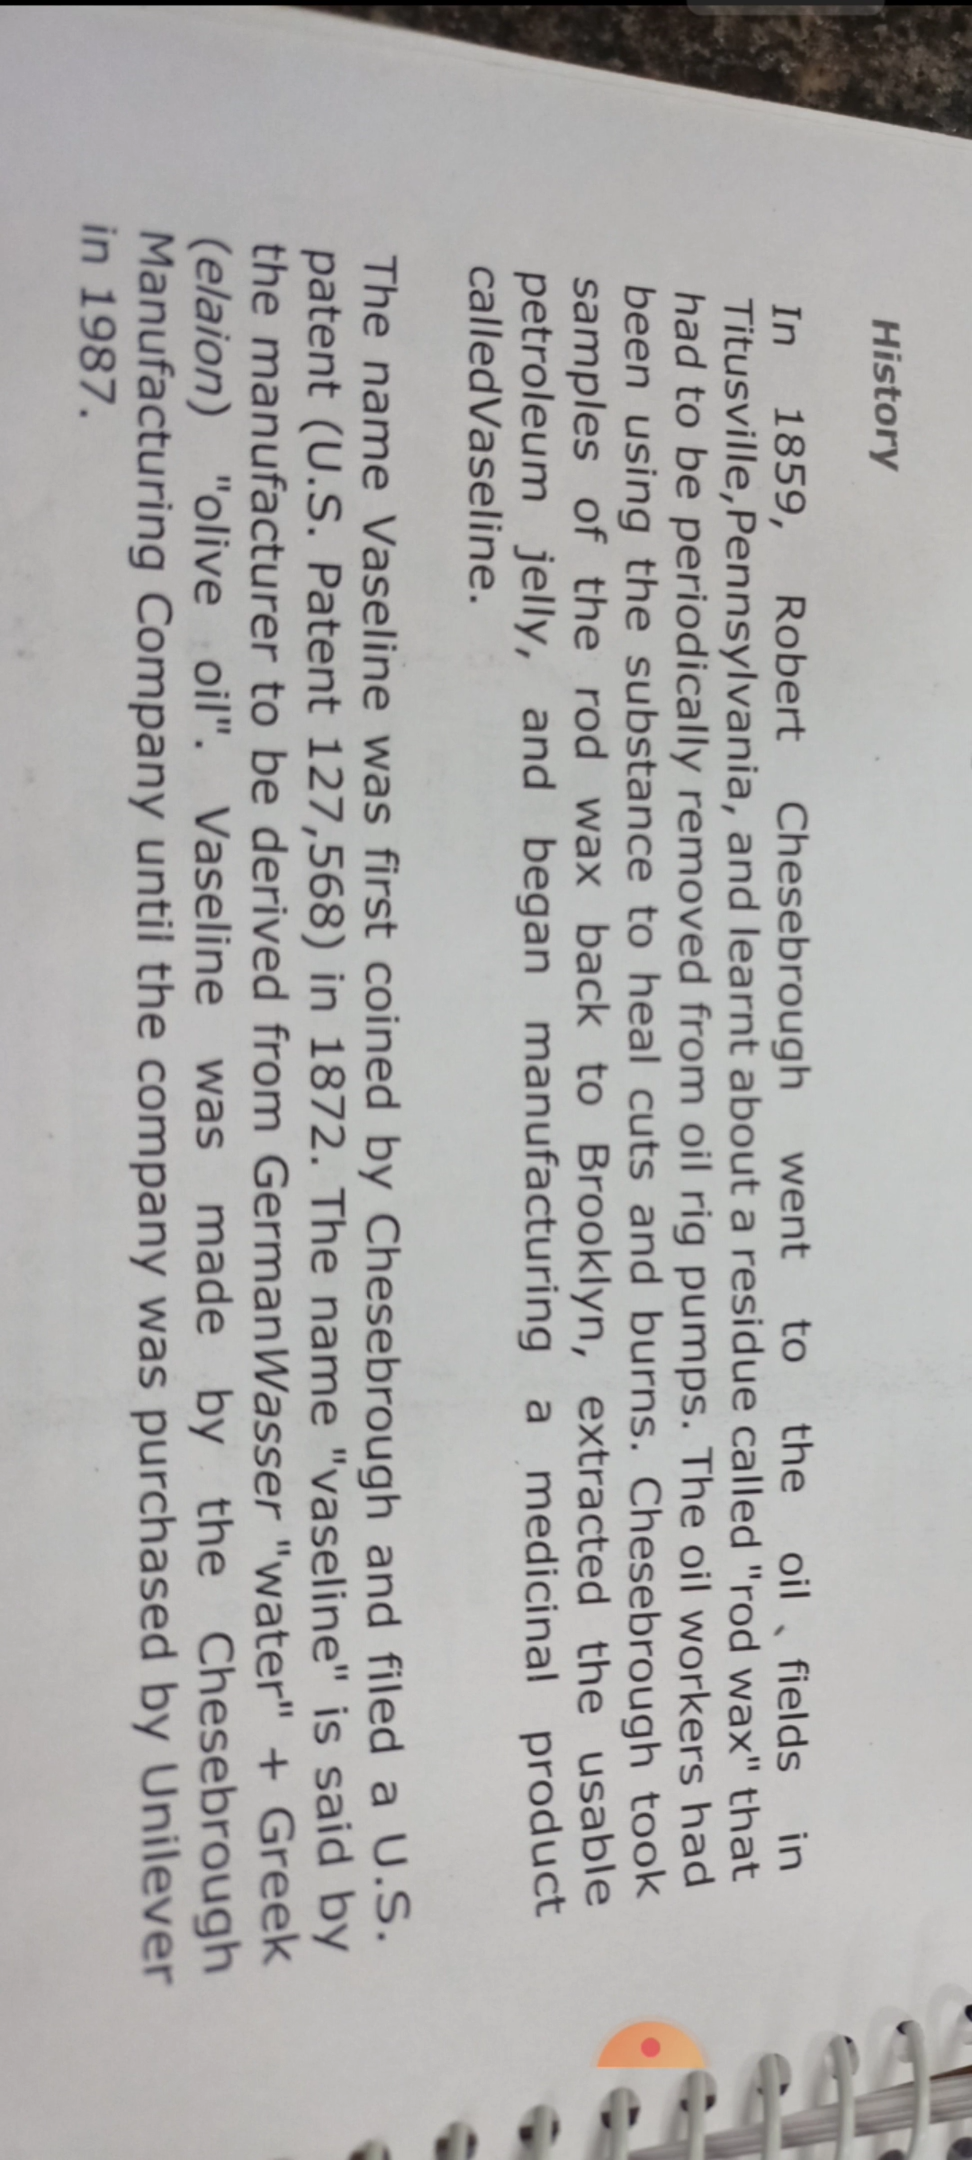 History
In 1859, Robert Chesebrough went to the oil fields in
Titusville,Pennsylvania, and learnt about a residue called "rod wax" that
had to be periodically removed from oil rig pumps. The oil workers had
been using the substance to heal cuts and burns. Chesebrough took
samples of the rod wax back to Brooklyn, extracted the usable
petroleum jelly, and began manufacturing a medicinal product
calledVaseline.
The name Vaseline was first coined by Chesebrough and filed a U.S.
patent (U.S. Patent 127,568) in 1872. The name "vaseline" is said by
the manufacturer to be derived from GermanWasser "water" + Greek
(elaion) "olive oil". Vaseline was made by the Chesebrough
Manufacturing Company until the company was purchased by Unilever
in 1987.